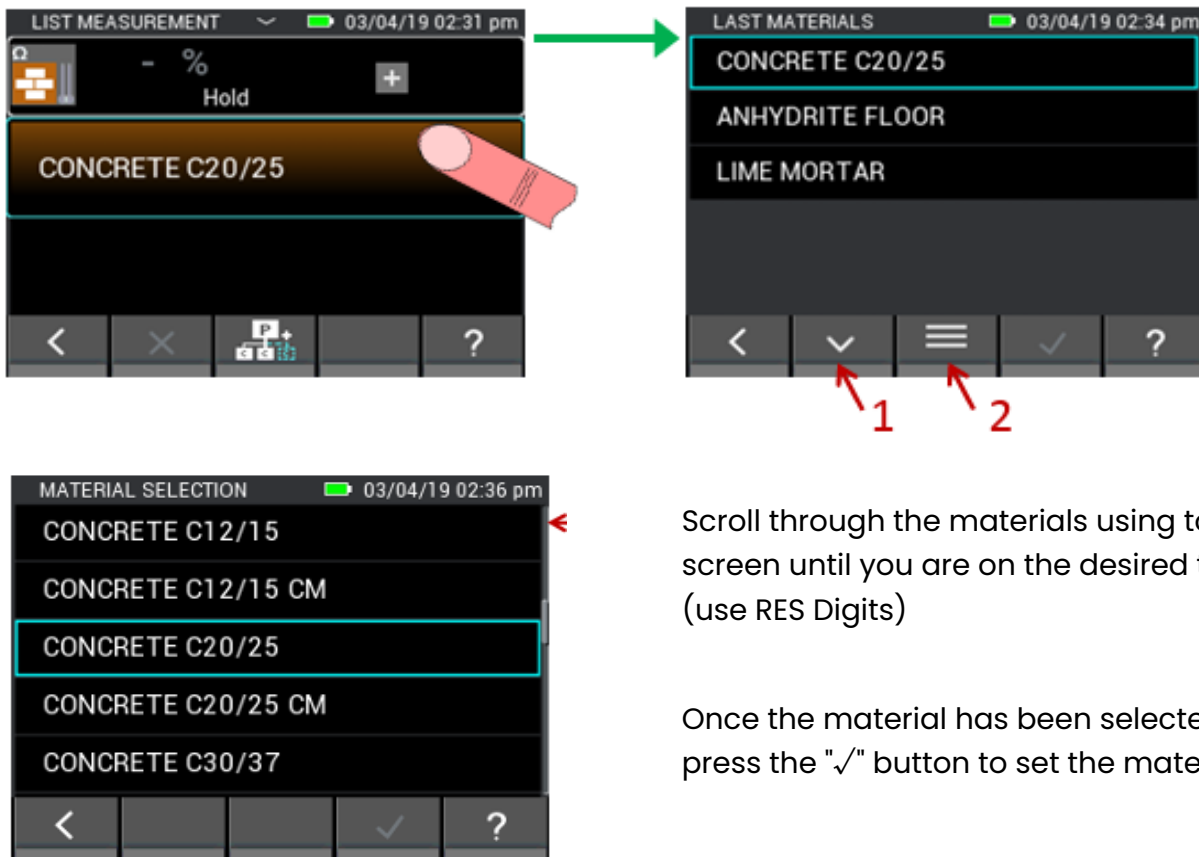 LIST MEASUREMENT 03/04/19 02:31 pm
Ω
- %
Hold
+
CONCRETE C20/25
< × P + C C ?
LAST MATERIALS 03/04/19 02:34 pm
CONCRETE C20/25
ANHYDRITE FLOOR
LIME MORTAR
< ✓ ?
1 2
MATERIAL SELECTION 03/04/19 02:36 pm
CONCRETE C12/15
CONCRETE C12/15 CM
CONCRETE C20/25
CONCRETE C20/25 CM
CONCRETE C30/37
< ✓ ?
Scroll through the materials using
screen until you are on the desired
(use RES Digits)
Once the material has been
press the "✓" button to set the